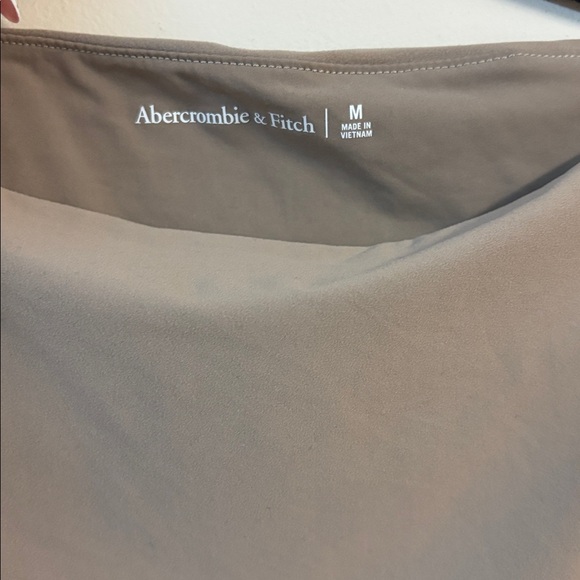 Abercrombie & Fitch
M
MADE IN
VIETNAM